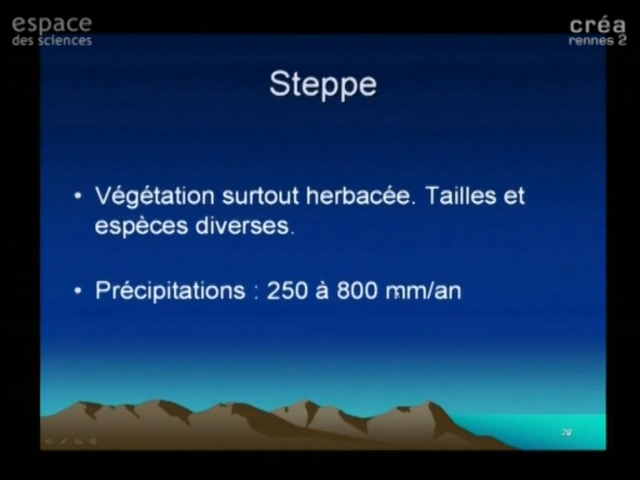 espace
des sciences
créa
rennes 2
Steppe
• Végétation surtout herbacée. Tailles et
espèces diverses.
• Précipitations : 250 à 800 mm/an